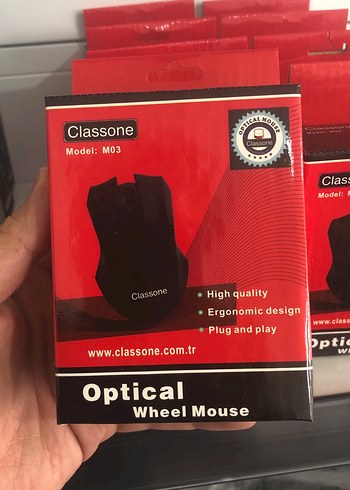 Classone
Model: M03
OPTICAL MOUSE
Classone
Classone
High quality
Ergonomic design
Plug and play
www.classone.com.tr
Optical
Wheel Mouse